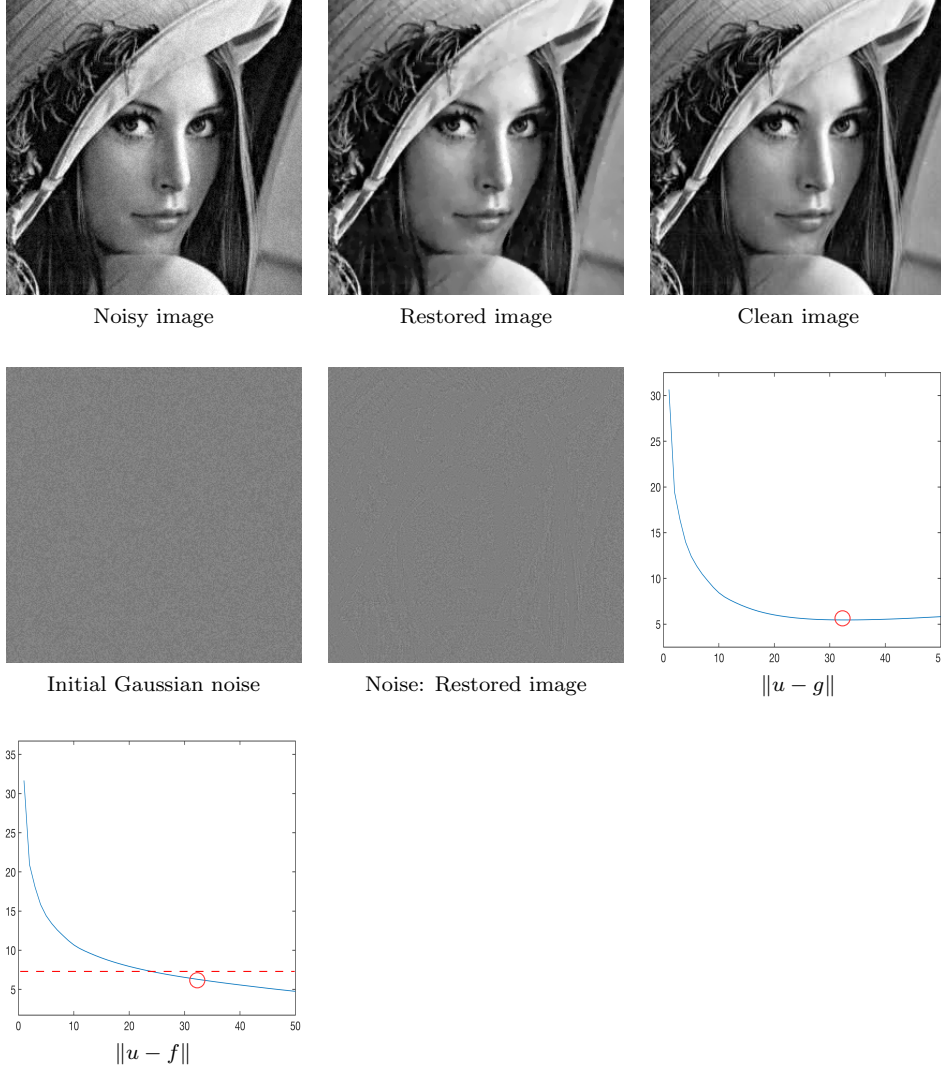 Noisy image
Restored image
Clean image
30
25
20
15
10
5
0 10 20 30 40 50
Initial Gaussian noise
Noise: Restored image
‖u − g‖
35
30
25
20
15
10
5
0 10 20 30 40 50
‖u − f‖